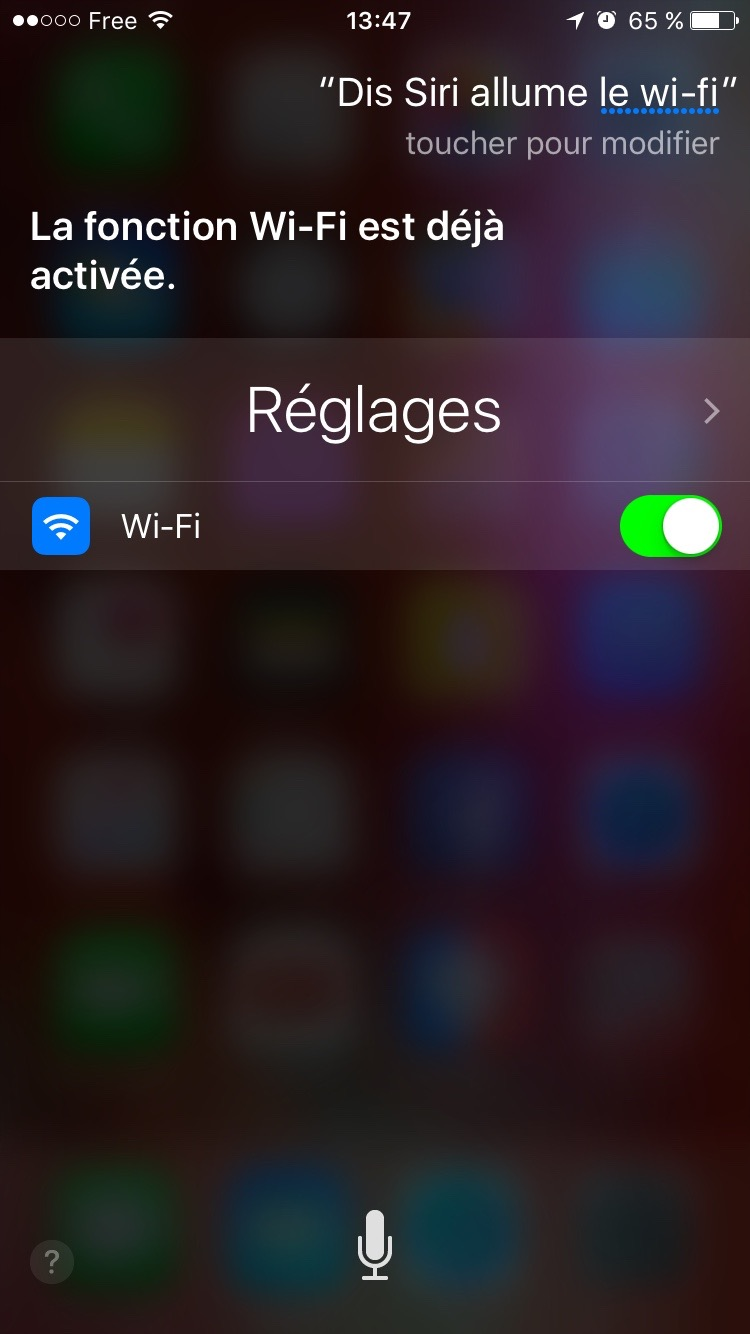 Free 13:47 65 %
“Dis Siri allume le wi-fi”
toucher pour modifier
La fonction Wi-Fi est déjà
activée.
Réglages
Wi-Fi
?